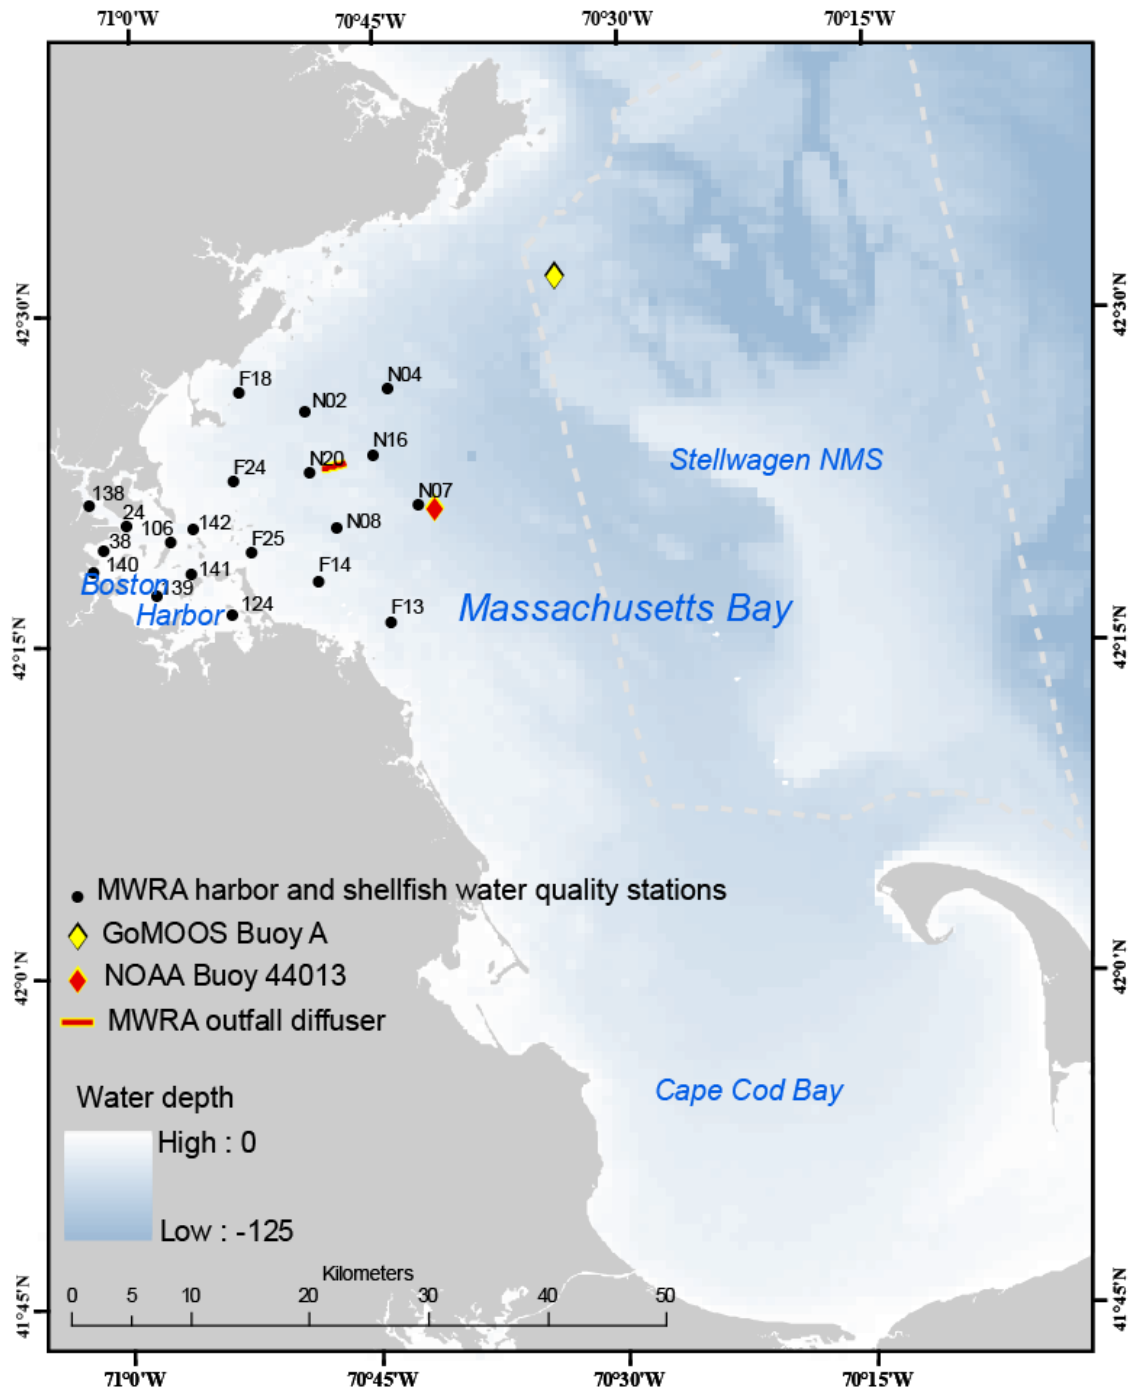 71°0'W 70°45'W 70°30'W 70°15'W
42°30'N
42°30'N
F18
N04
N02
N16
N20
F24
Stellwagen NMS
138
N07
24
142
N08
106
F25
38
F14
140
141
Boston
139
Harbor
124
F13
Massachusetts Bay
42°15'N
42°15'N
MWRA harbor and shellfish water quality stations
GoMOOS Buoy A
NOAA Buoy 44013
MWRA outfall diffuser
42°0'N
42°0'N
Cape Cod Bay
Water depth
High : 0
Low : -125
Kilometers
0 5 10 20 30 40 50
41°45'N
41°45'N
71°0'W 70°45'W 70°30'W 70°15'W